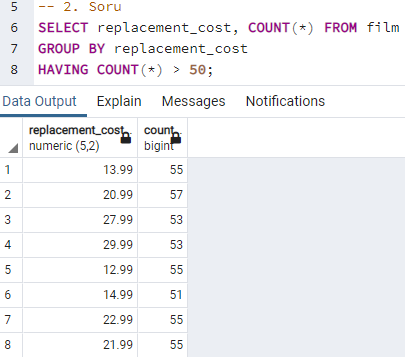 5 -- 2. Soru
6 SELECT replacement_cost, COUNT(*) FROM film
7 GROUP BY replacement_cost
8 HAVING COUNT(*) > 50;
Data Output Explain Messages Notifications
replacement_cost count
numeric (5,2) bigint
1 13.99 55
2 20.99 57
3 27.99 53
4 29.99 53
5 12.99 55
6 14.99 51
7 22.99 55
8 21.99 55